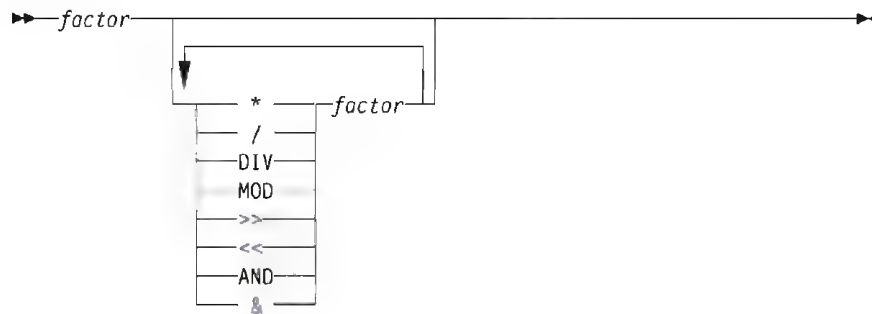 factor
* factor
/
DIV
MOD
>>
<<
AND
&